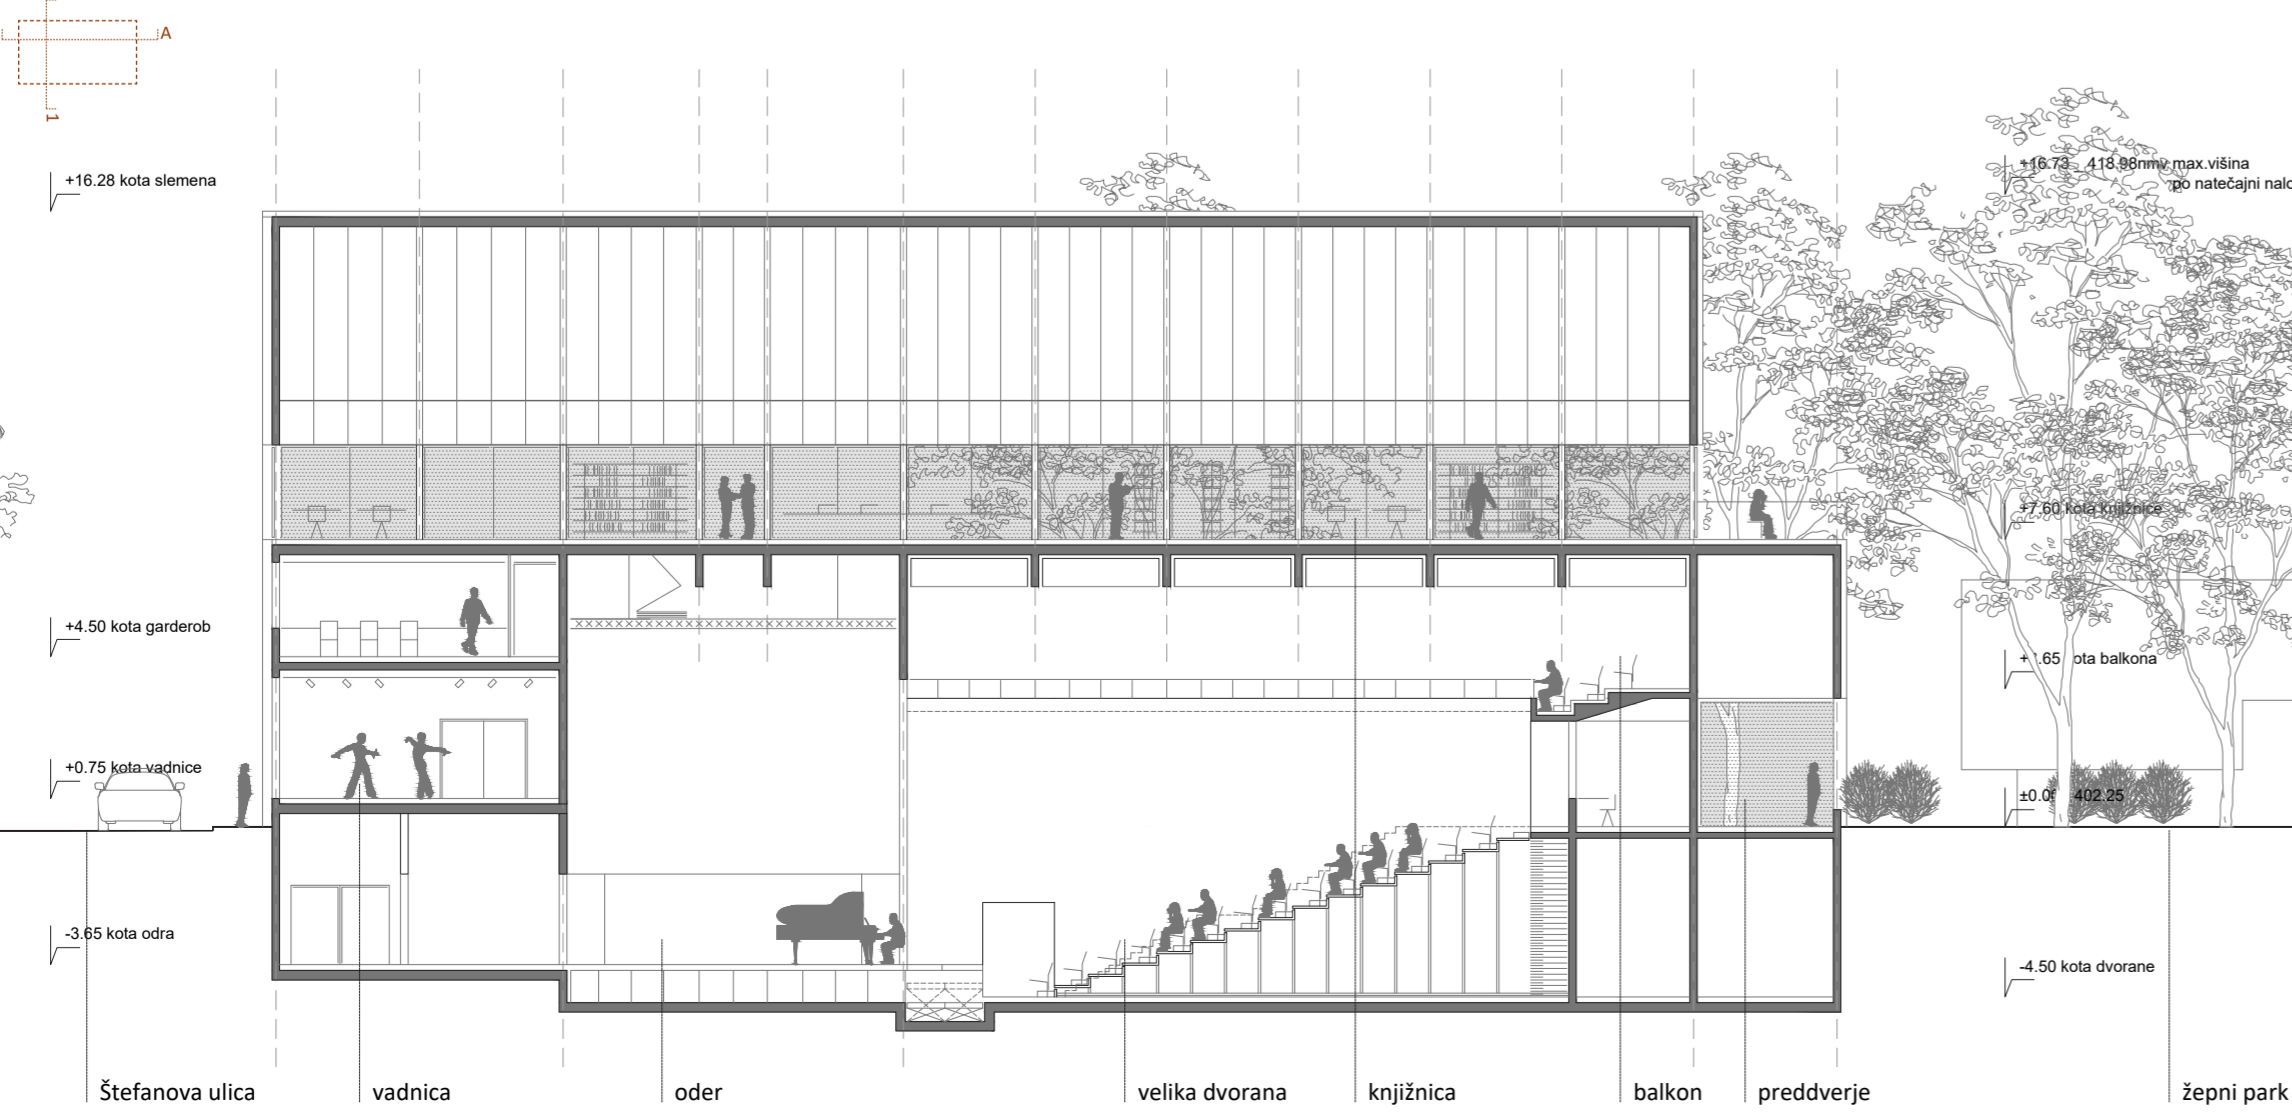 A
1
+16.28 kota slemena
+16.73 418.98nmv max.višina
po natečajni
+7.60 kota knjižnice
+4.50 kota garderob
balkona
+0.75 kota vadnice
402.25
-3.65 kota odra
-4.50 kota dvorane
Štefanova ulica
vadnica
oder
velika dvorana
knjižnica
balkon
preddverje
žepni park